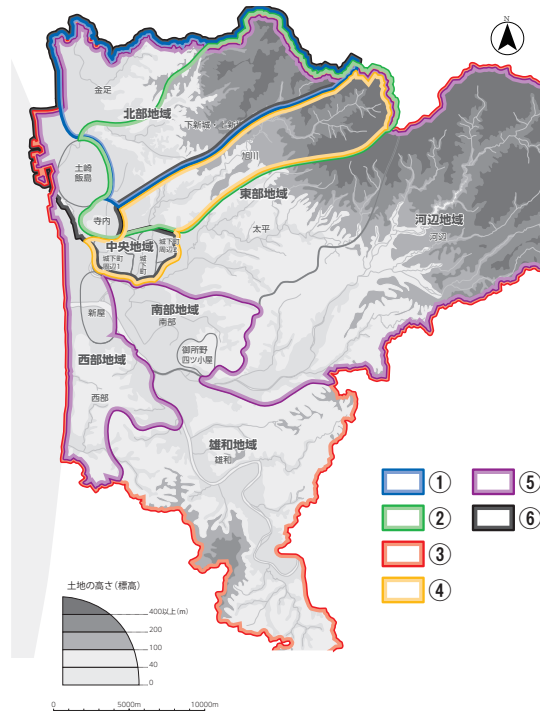 N
金足
北部地域
下新城・上新城
旭川
土崎
飯島
東部地域
寺内
太平
河辺地域
河辺
中央地域
城下町
周辺2
城下町
周辺1
城
下
町
南部地域
南部
新屋
御所野
四ツ小屋
西部地域
西部
雄和地域
雄和
①
⑤
②
⑥
③
④
土地の高さ(標高)
400以上(m)
200
100
40
0
0 5000m 10000m